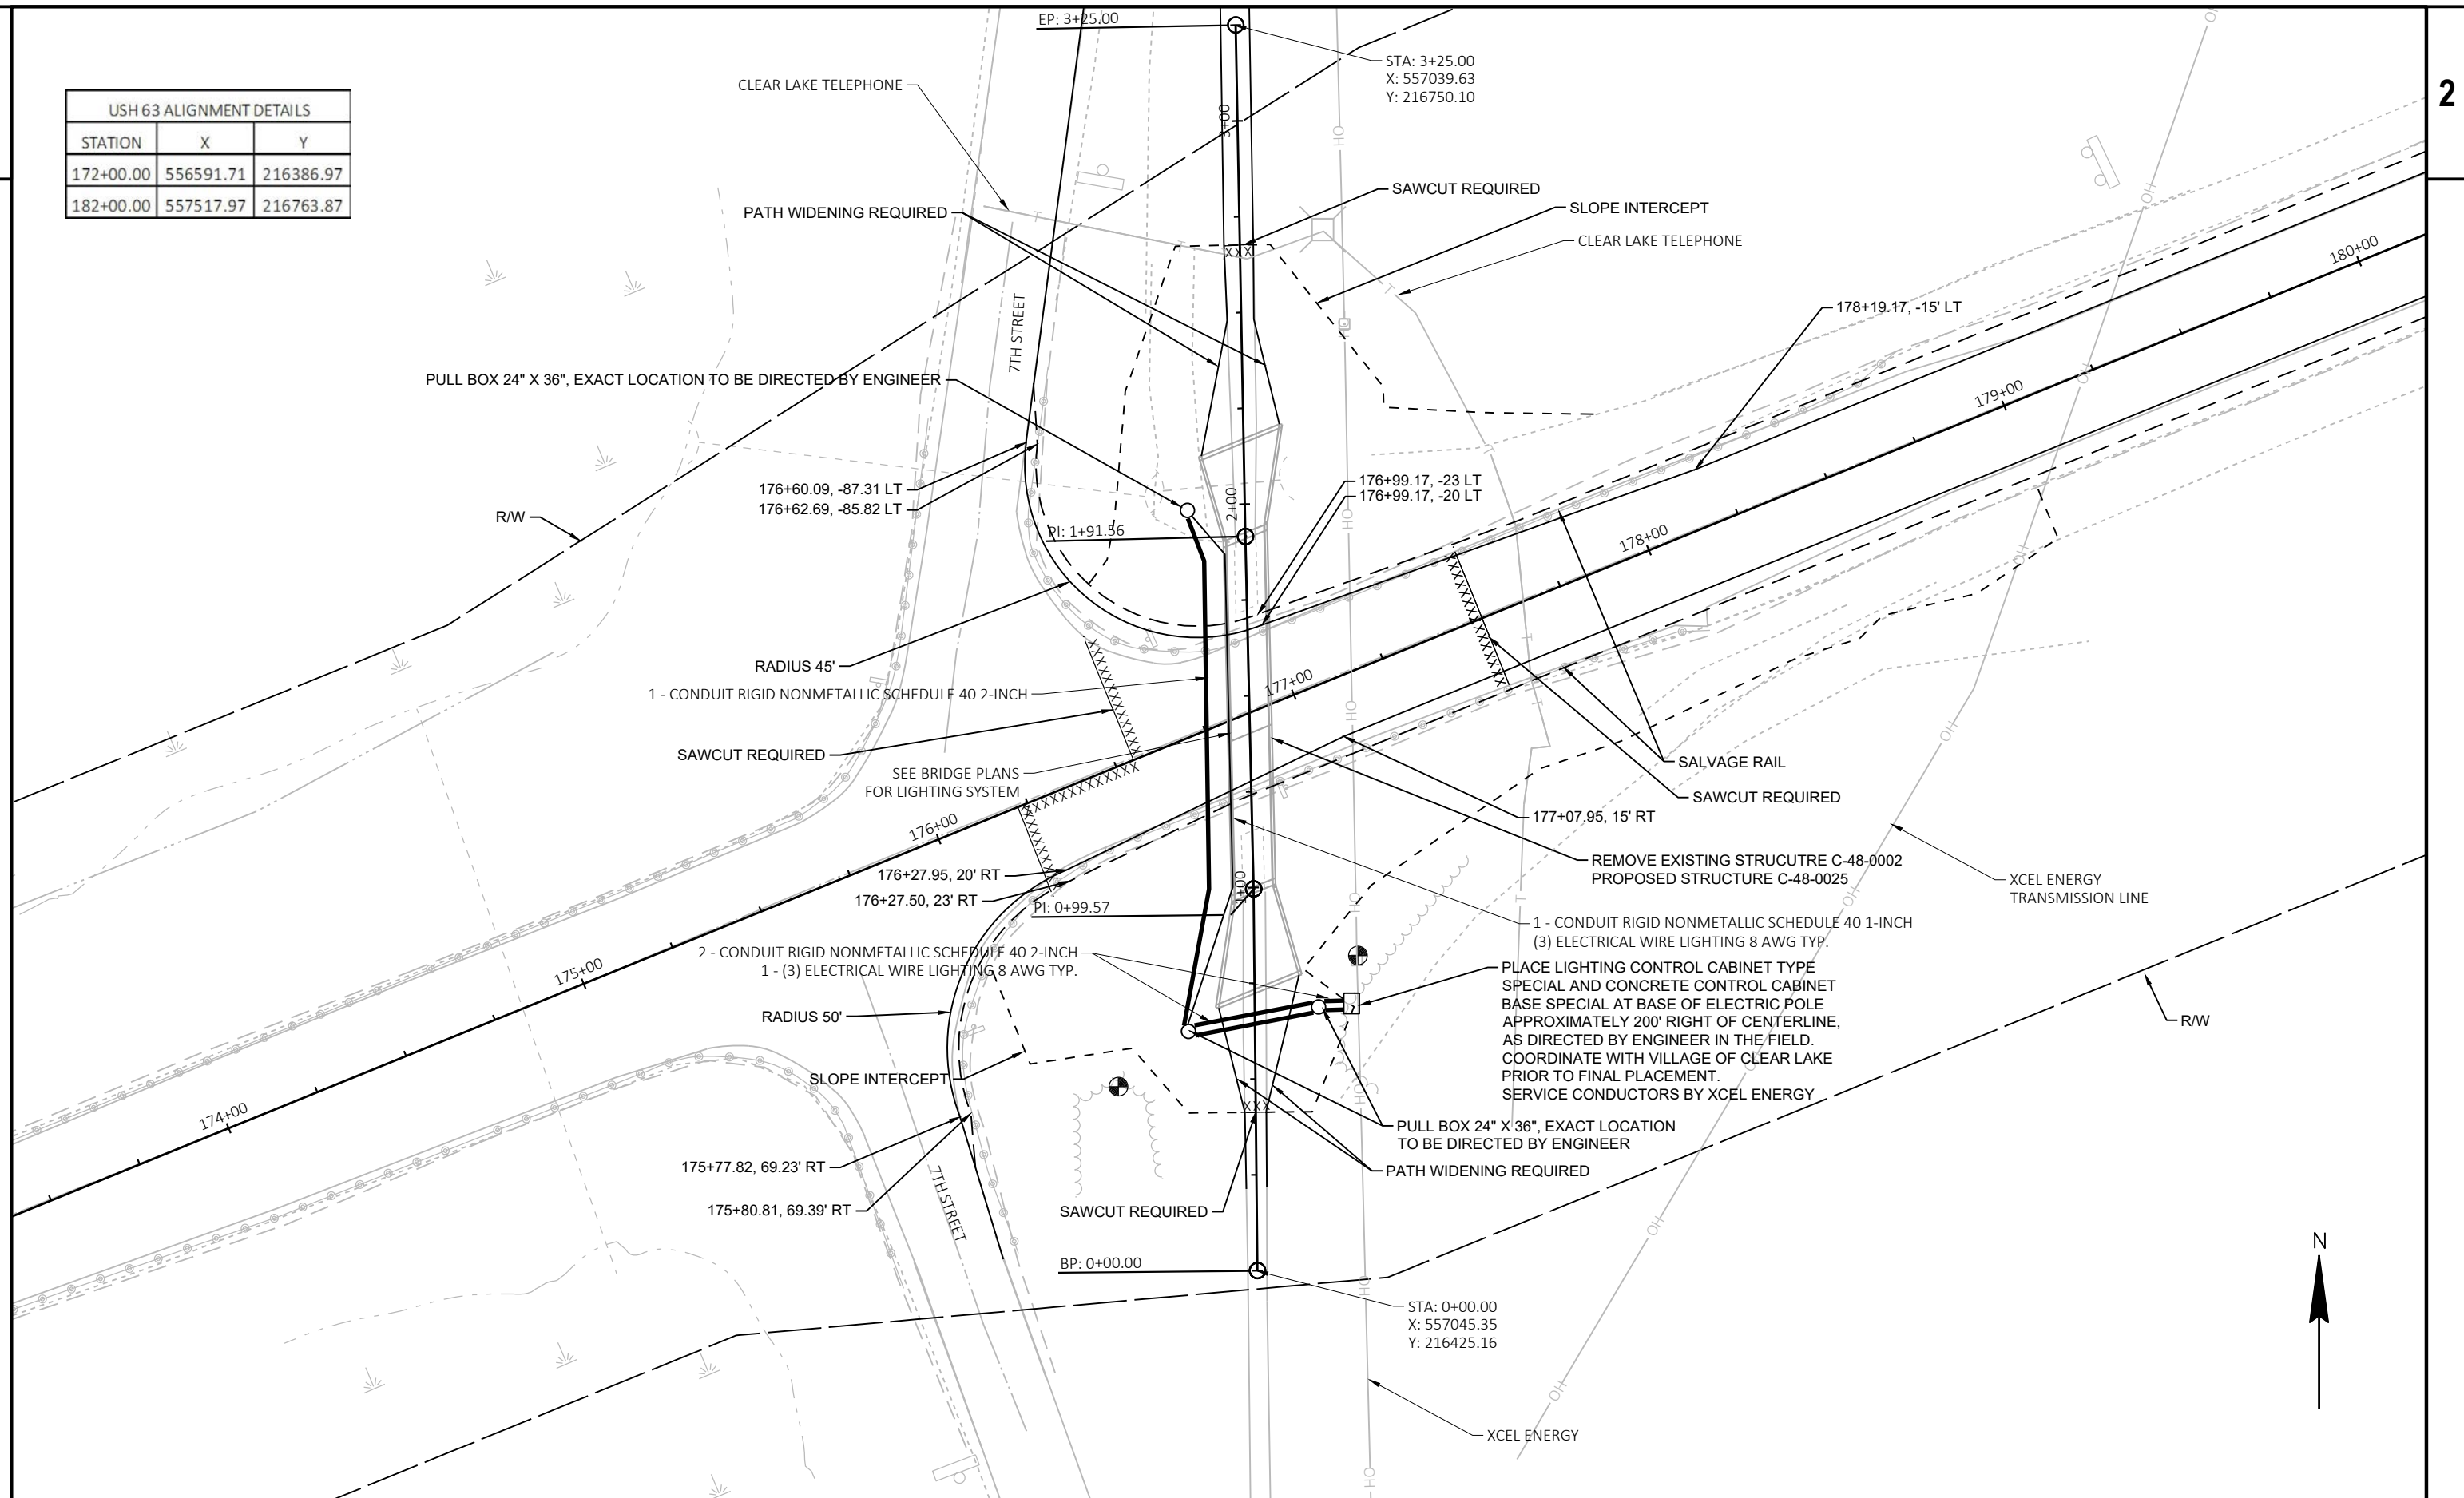 2
USH 63 ALIGNMENT DETAILS
STATION X Y
172+00.00 556591.71 216386.97
182+00.00 557517.97 216763.87
EP: 3+25.00
STA: 3+25.00
X: 557039.63
Y: 216750.10
CLEAR LAKE TELEPHONE
3+00
SAWCUT REQUIRED
PATH WIDENING REQUIRED
SLOPE INTERCEPT
CLEAR LAKE TELEPHONE
XXX
180+00
178+19.17, -15' LT
7TH STREET
PULL BOX 24" X 36", EXACT LOCATION TO BE DIRECTED BY ENGINEER
179+00
176+60.09, -87.31 LT
176+62.69, -85.82 LT
176+99.17, -23 LT
176+99.17, -20 LT
2+00
R/W
PI: 1+91.56
178+00
RADIUS 45'
1 - CONDUIT RIGID NONMETALLIC SCHEDULE 40 2-INCH
177+00
SAWCUT REQUIRED
SALVAGE RAIL
SEE BRIDGE PLANS
FOR LIGHTING SYSTEM
SAWCUT REQUIRED
177+07.95, 15' RT
176+00
REMOVE EXISTING STRUCUTRE C-48-0002
PROPOSED STRUCTURE C-48-0025
176+27.95, 20' RT
176+27.50, 23' RT
1+00
XCEL ENERGY
TRANSMISSION LINE
PI: 0+99.57
1 - CONDUIT RIGID NONMETALLIC SCHEDULE 40 1-INCH
(3) ELECTRICAL WIRE LIGHTING 8 AWG TYP.
2 - CONDUIT RIGID NONMETALLIC SCHEDULE 40 2-INCH
1 - (3) ELECTRICAL WIRE LIGHTING 8 AWG TYP.
175+00
PLACE LIGHTING CONTROL CABINET TYPE
SPECIAL AND CONCRETE CONTROL CABINET
BASE SPECIAL AT BASE OF ELECTRIC POLE
APPROXIMATELY 200' RIGHT OF CENTERLINE,
AS DIRECTED BY ENGINEER IN THE FIELD.
COORDINATE WITH VILLAGE OF CLEAR LAKE
PRIOR TO FINAL PLACEMENT.
SERVICE CONDUCTORS BY XCEL ENERGY
RADIUS 50'
R/W
SLOPE INTERCEPT
174+00
XXX
PULL BOX 24" X 36", EXACT LOCATION
TO BE DIRECTED BY ENGINEER
175+77.82, 69.23' RT
PATH WIDENING REQUIRED
175+80.81, 69.39' RT
7TH STREET
SAWCUT REQUIRED
N
BP: 0+00.00
STA: 0+00.00
X: 557045.35
Y: 216425.16
XCEL ENERGY